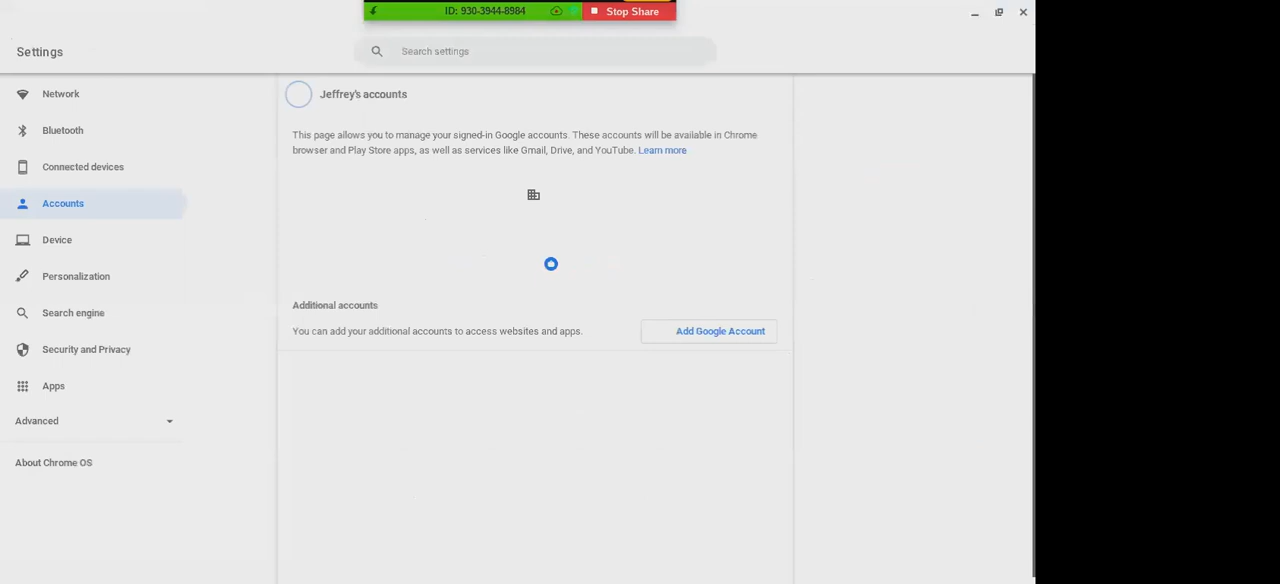 ID: 930-3944-8984
Stop Share
Settings
Search settings
Network
Bluetooth
Connected devices
Accounts
Device
Personalization
Search engine
Security and Privacy
Apps
Advanced
About Chrome OS
Jeffrey's accounts
This page allows you to manage your signed-in Google accounts. These accounts will be available in Chrome
browser and Play Store apps, as well as services like Gmail, Drive, and YouTube. Learn more
Additional accounts
You can add your additional accounts to access websites and apps.
Add Google Account